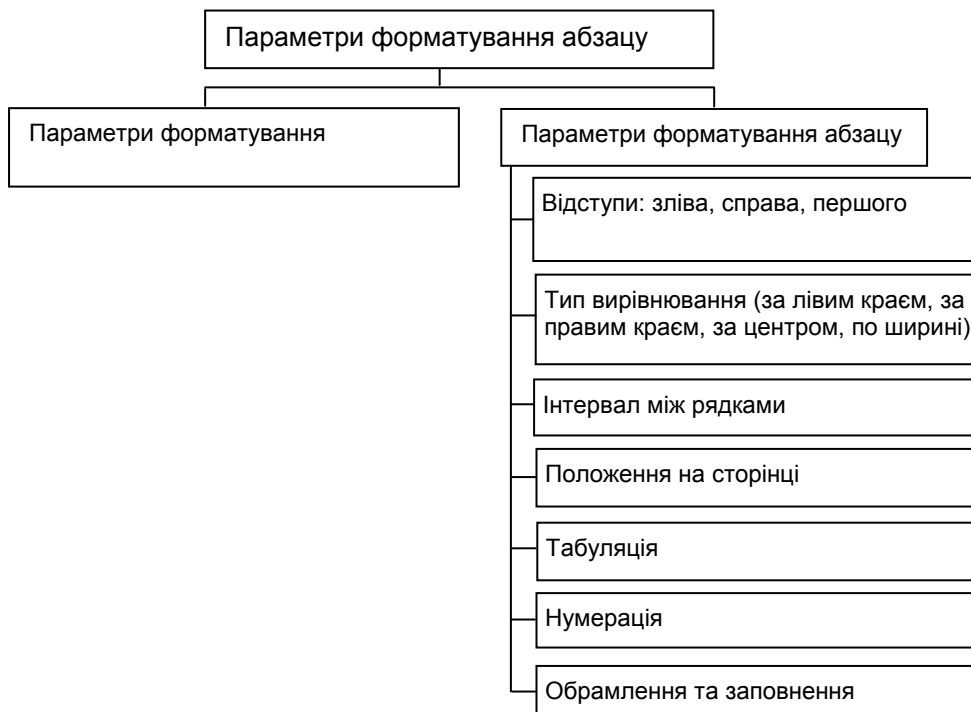 Параметри форматування абзацу
Параметри форматування
Параметри форматування абзацу
Відступи: зліва, справа, першого
Тип вирівнювання (за лівим краєм, за
правим краєм, за центром, по ширині)
Інтервал між рядками
Положення на сторінці
Табуляція
Нумерація
Обрамлення та заповнення